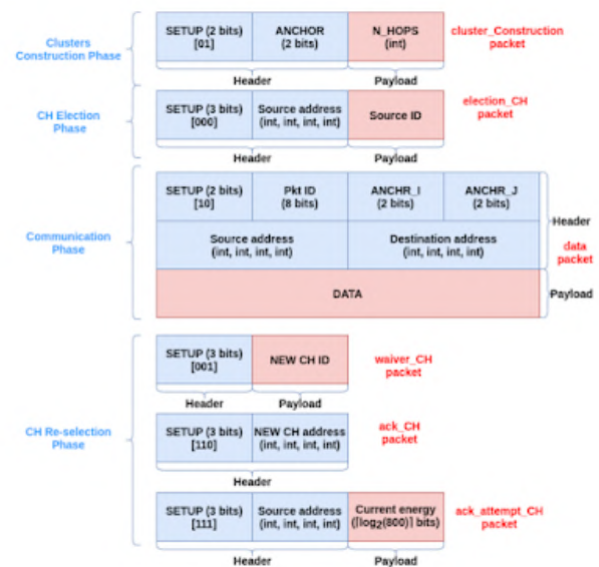 SETUP (2 bits)
[01]
ANCHOR
(2 bits)
N_HOPS
(int)
cluster_Construction
packet
Clusters
Construction Phase
Header
Payload
CH Election
Phase
SETUP (3 bits)
[000]
Source address
(int, int, int, int)
Source ID
election_CH
packet
Header
Payload
Communication
Phase
SETUP (2 bits)
[10]
Pkt ID
(8 bits)
ANCHR_I
(2 bits)
ANCHR_J
(2 bits)
Source address
(int, int, int, int)
Destination address
(int, int, int, int)
Header
data
packet
DATA
Payload
CH Re-selection
Phase
SETUP (3 bits)
[001]
NEW CH ID
waiver_CH
packet
Header
Payload
SETUP (3 bits)
[110]
NEW CH address
(int, int, int, int)
ack_CH
packet
Header
SETUP (3 bits)
[111]
Source address
(int, int, int, int)
Current energy
(⌈log₂(800)⌉ bits)
ack_attempt_CH
packet
Header
Payload